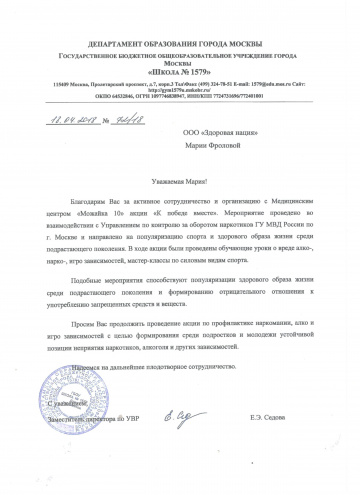 ДЕПАРТАМЕНТ ОБРАЗОВАНИЯ ГОРОДА МОСКВЫ
ГОСУДАРСТВЕННОЕ БЮДЖЕТНОЕ ОБЩЕОБРАЗОВАТЕЛЬНОЕ УЧРЕЖДЕНИЕ ГОРОДА
МОСКВЫ
«ШКОЛА № 1579»
115409 Москва, Пролетарский проспект, д.7, корп.3 Тел/Факс (499) 324-78-51 E-mail: 1579@edu.mos.ru Сайт:
http://gym1579u.mskobr.ru/
ОКПО 64532846, ОГРН 1097746838947, ИНН/КПП 7724731696/772401001
18.04.2018 № 92/18
ООО «Здоровая нация»
Марии Фроловой
Уважаемая Мария!
Благодарим Вас за активное сотрудничество и организацию с Медицинским
центром «Можайка 10» акции «К победе вместе». Мероприятие проведено во
взаимодействии с Управлением по контролю за оборотом наркотиков ГУ МВД России по
г. Москве и направлено на популяризацию спорта и здорового образа жизни среди
подрастающего поколения. В ходе акции были проведены обучающие уроки о вреде алко-,
нарко-, игро зависимостей, мастер-классы по силовым видам спорта.
Подобные мероприятия способствуют популяризации здорового образа жизни
среди подрастающего поколения и формированию отрицательного отношения к
употреблению запрещенных средств и веществ.
Просим Вас продолжить проведение акции по профилактике наркомании, алко и
игро зависимостей с целью формирования среди подростков и молодежи устойчивой
позиции неприятия наркотиков, алкоголя и других зависимостей.
Надеемся на дальнейшее плодотворное сотрудничество.
С уважением,
Заместитель директора по УВР Е.Э. Седова